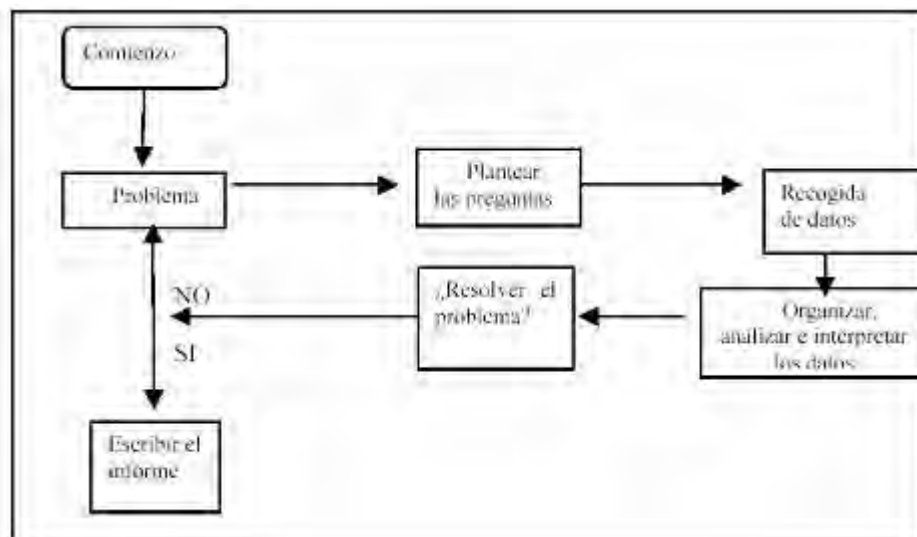 Comienzo
Problema
Plantear
las preguntas
Recogida
de datos
Organizar,
analizar e interpretar
los datos
¿Resolver el
problema?
NO
SI
Escribir el
informe